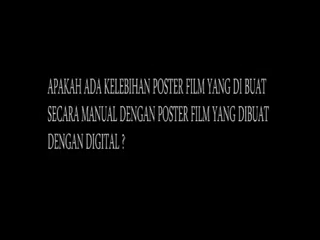 APAKAH ADA KELEBIHAN POSTER FILM YANG DI BUAT
SECARA MANUAL DENGAN POSTER FILM YANG DIBUAT
DENGAN DIGITAL ?